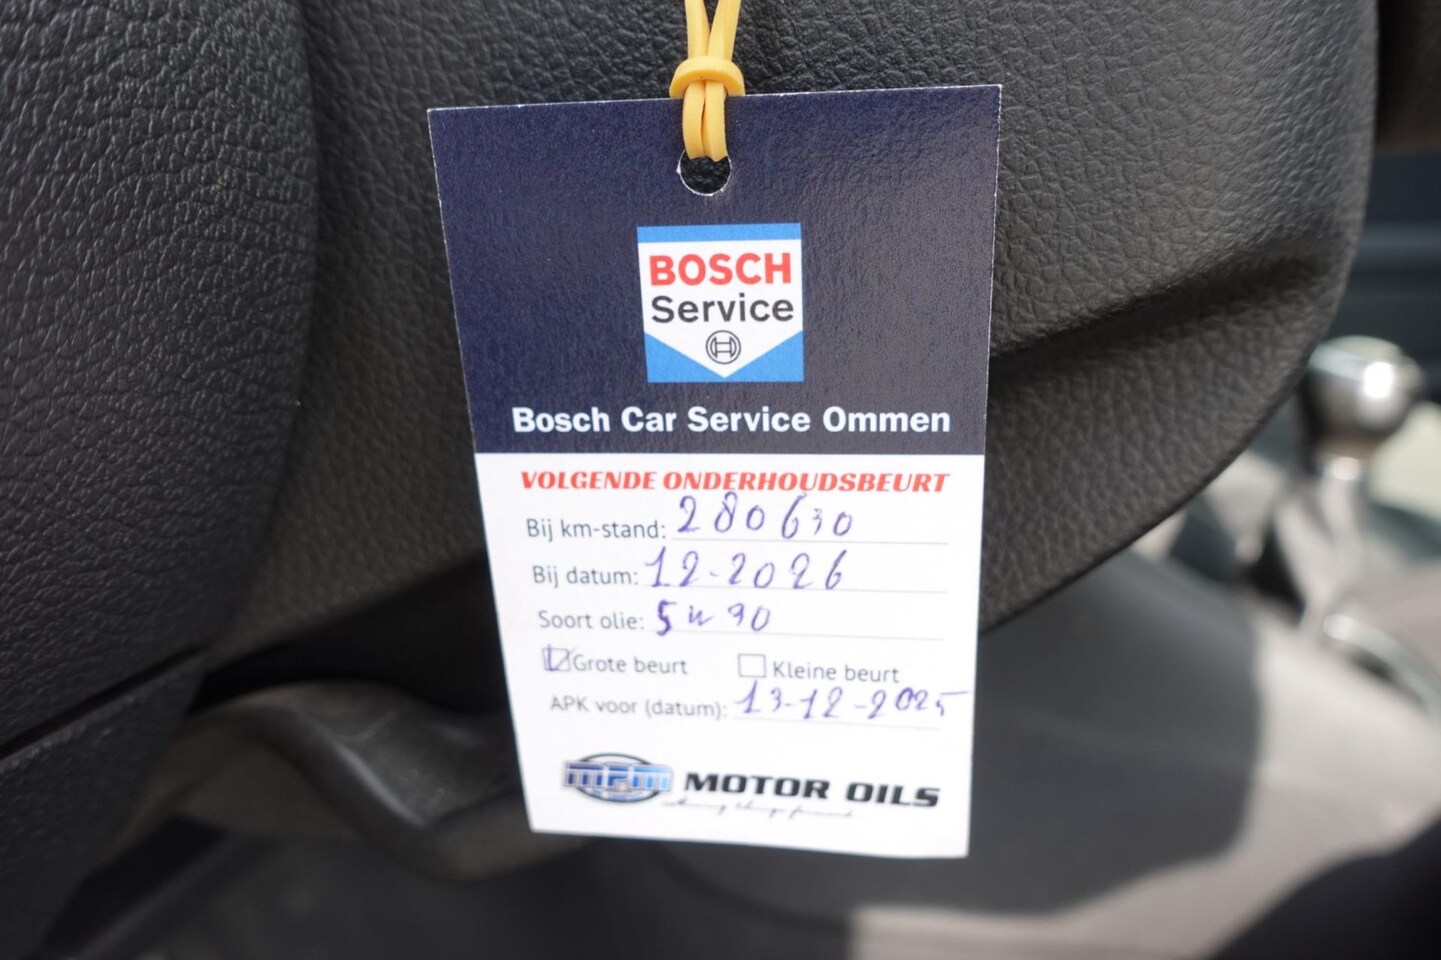 BOSCH
Service
Bosch Car Service Ommen
VOLGENDE ONDERHOUDSBEURT
Bij km-stand: 280630
Bij datum: 12-2026
Soort olie: 5w30
Grote beurt Kleine beurt
APK voor (datum): 13-12-2025
mpm MOTOR OILS